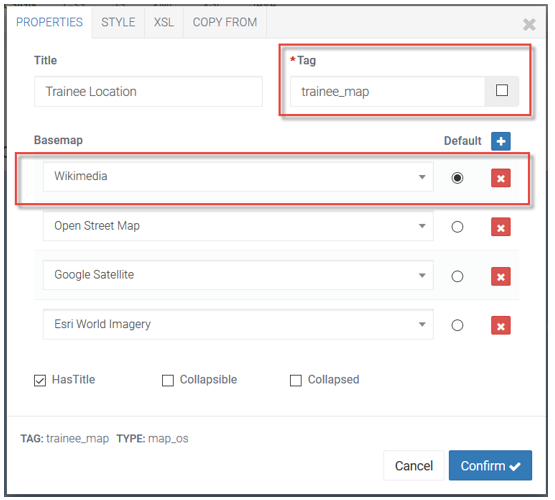 PROPERTIES STYLE XSL COPY FROM
Title *Tag
Trainee Location trainee_map
Basemap Default
Wikimedia
Open Street Map
Google Satellite
Esri World Imagery
HasTitle Collapsible Collapsed
TAG: trainee_map TYPE: map_os
Cancel Confirm